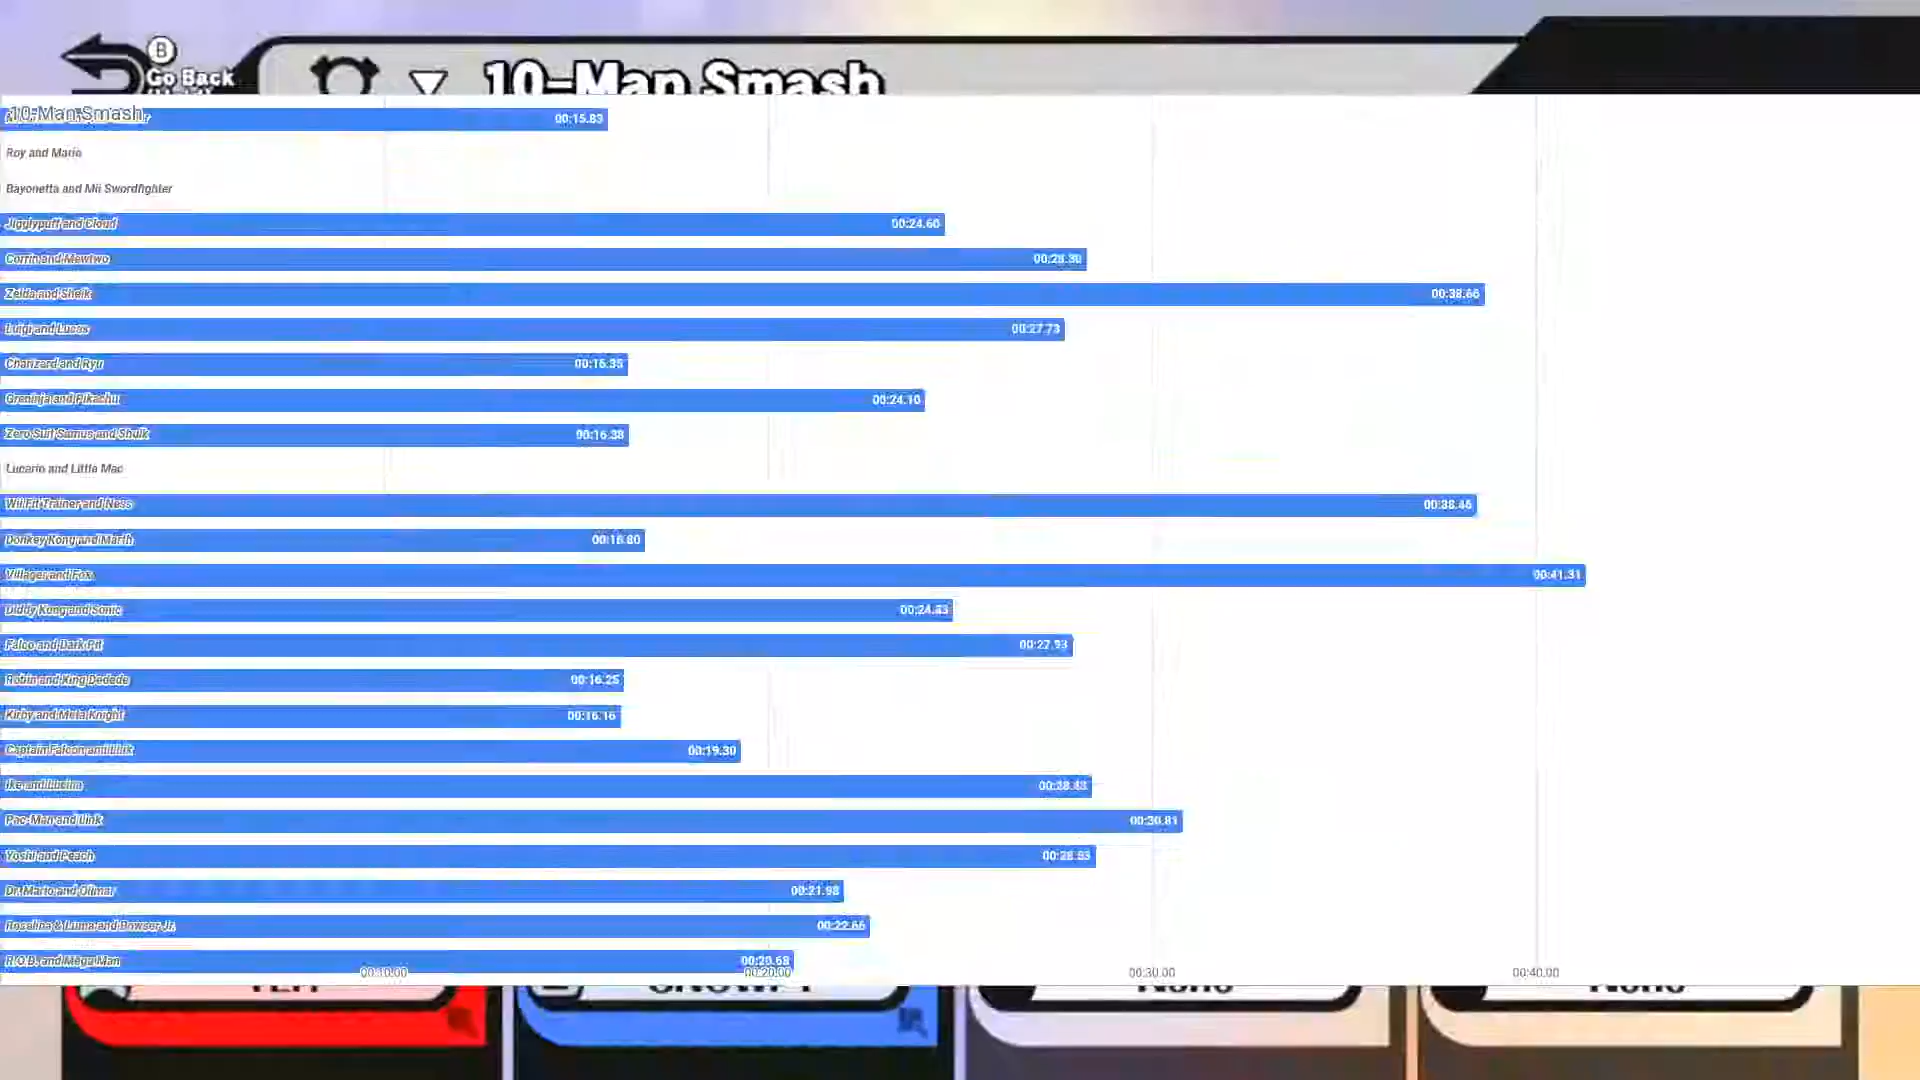 B
Go Back
10-Man Smash
10-Man Smash
00:15.83
Roy and Mario
Bayonetta and Mii Swordfighter
Jigglypuff and Cloud 00:24.60
Corrin and Mewtwo 00:28.30
Zelda and Sheik 00:38.66
Luigi and Lucas 00:27.73
Charizard and Ryu 00:16.35
Greninja and Pikachu 00:24.10
Zero Suit Samus and Shulk 00:16.38
Lucario and Little Mac
Wii Fit Trainer and Ness 00:38.46
Donkey Kong and Marth 00:16.80
Villager and Fox 00:41.31
Diddy Kong and Sonic 00:24.83
Falco and Dark Pit 00:27.93
Robin and King Dedede 00:16.25
Kirby and Meta Knight 00:16.16
Captain Falcon and Link 00:19.30
Ike and Lucina 00:28.43
Pac-Man and Link 00:30.81
Yoshi and Peach 00:28.53
Dr. Mario and Olimar 00:21.98
Rosalina & Luma and Bowser Jr. 00:22.66
R.O.B. and Mega Man 00:20.68
00:10.00 00:20.00 00:30.00 00:40.00
None None